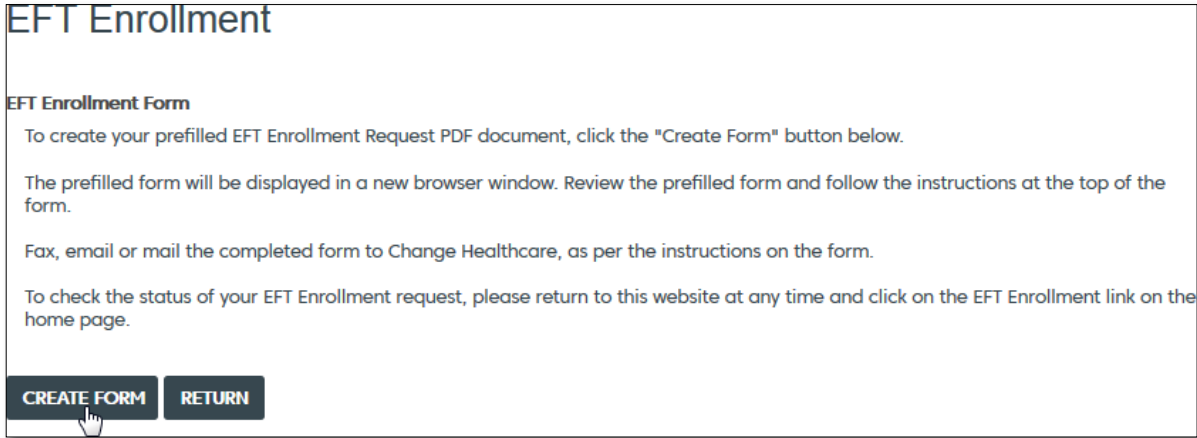 EFT Enrollment
EFT Enrollment Form
To create your prefilled EFT Enrollment Request PDF document, click the "Create Form" button below.
The prefilled form will be displayed in a new browser window. Review the prefilled form and follow the instructions at the top of the
form.
Fax, email or mail the completed form to Change Healthcare, as per the instructions on the form.
To check the status of your EFT Enrollment request, please return to this website at any time and click on the EFT Enrollment link on the
home page.
CREATE FORM RETURN